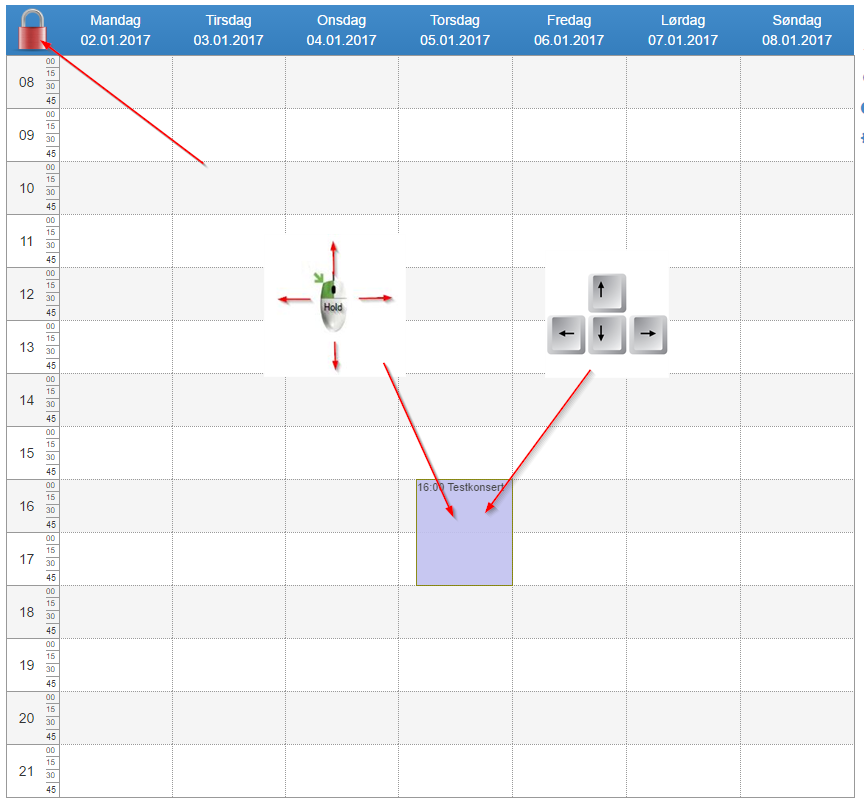 Mandag Tirsdag Onsdag Torsdag Fredag Lørdag Søndag
02.01.2017 03.01.2017 04.01.2017 05.01.2017 06.01.2017 07.01.2017 08.01.2017
08 00 15 30 45
09 00 15 30 45
10 00 15 30 45
11 00 15 30 45
12 00 15 30 45
Hold
13 00 15 30 45
14 00 15 30 45
15 00 15 30 45
16 00 15 30 45
16:00 Testkonsert
17 00 15 30 45
18 00 15 30 45
19 00 15 30 45
20 00 15 30 45
21 00 15 30 45